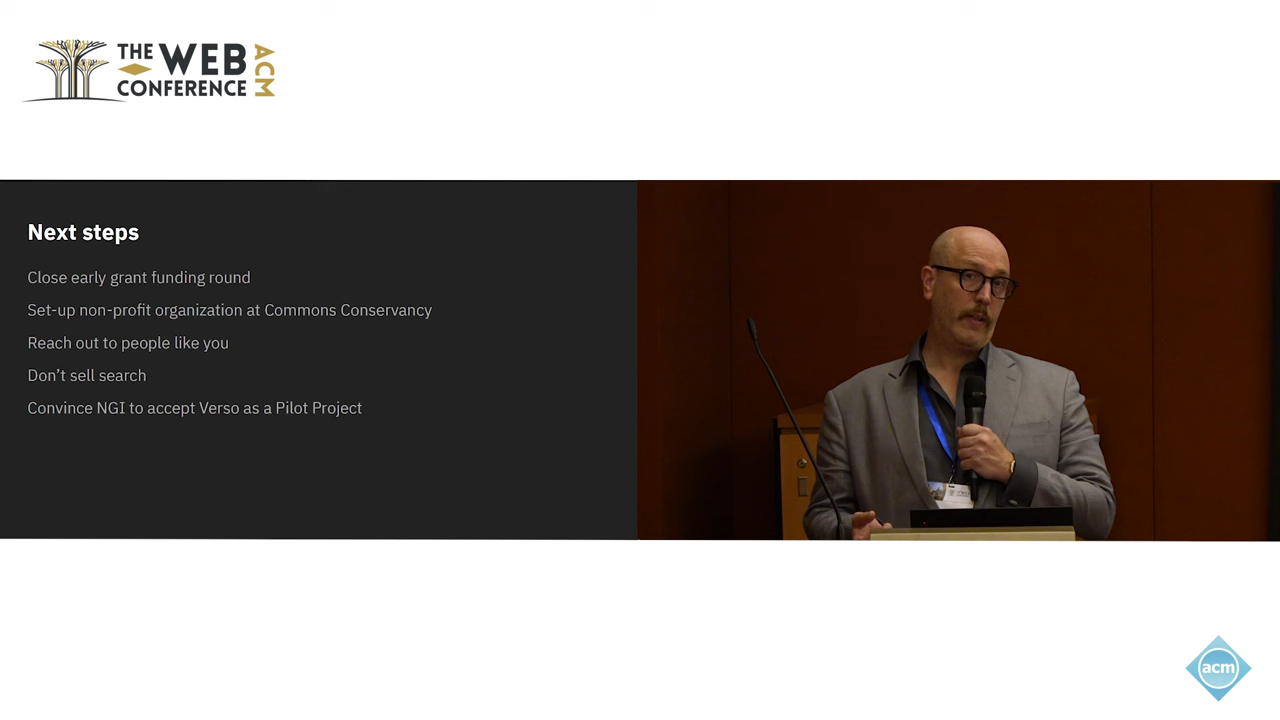 THE WEB
CONFERENCE
ACM
Next steps
Close early grant funding round
Set-up non-profit organization at Commons Conservancy
Reach out to people like you
Don’t sell search
Convince NGI to accept Verso as a Pilot Project
acm